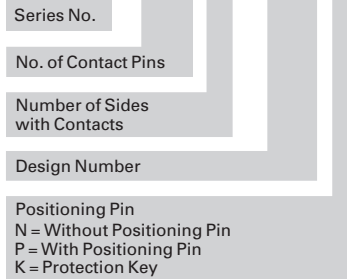 Series No.
No. of Contact Pins
Number of Sides
with Contacts
Design Number
Positioning Pin
N = Without Positioning Pin
P = With Positioning Pin
K = Protection Key